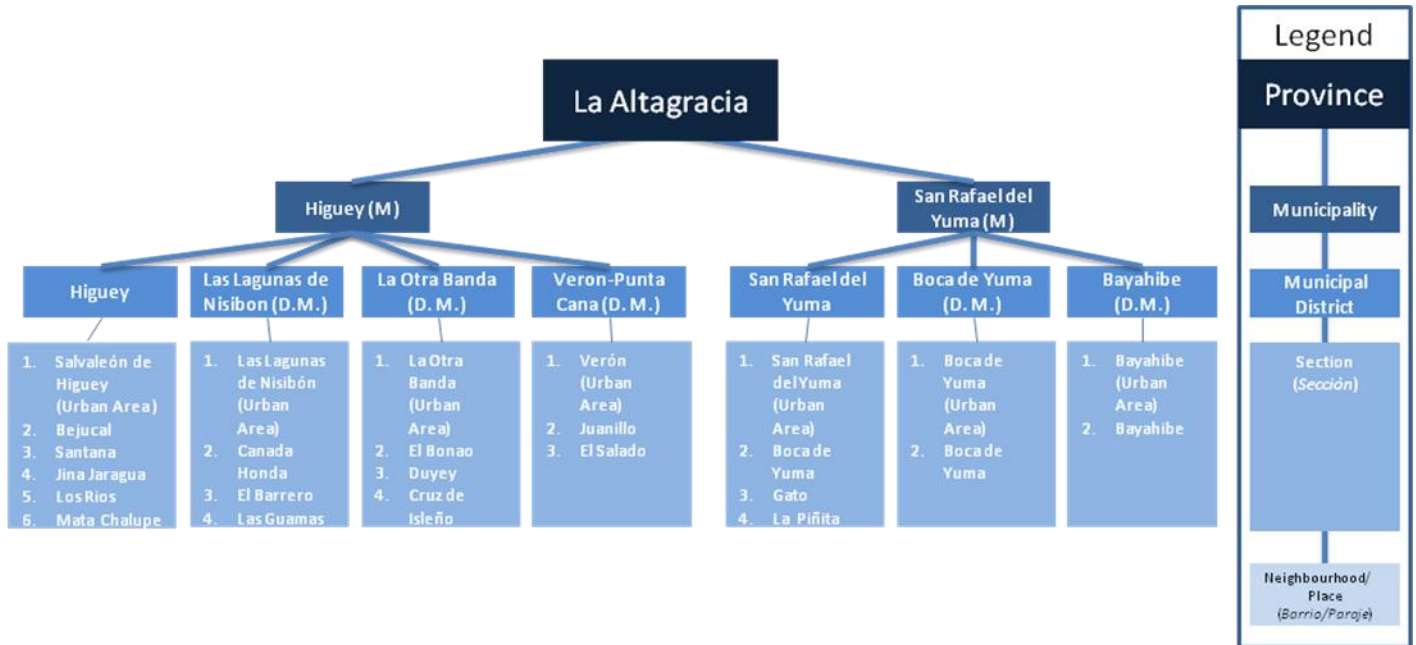 La Altagracia
Higuey (M)
San Rafael del
Yuma (M)
Higuey
Las Lagunas de
Nisibon (D.M.)
La Otra Banda
(D. M.)
Veron-Punta
Cana (D. M.)
San Rafael del
Yuma
Boca de Yuma
(D. M.)
Bayahibe
(D.M.)
1. Salvaleón de
Higuey
(Urban Area)
2. Bejucal
3. Santana
4. Jina Jaragua
5. Los Rios
6. Mata Chalupe
1. Las Lagunas
de Nisibón
(Urban
Area)
2. Canada
Honda
3. El Barrero
4. Las Guamas
1. La Otra
Banda
(Urban
Area)
2. El Bonao
3. Duyey
4. Cruz de
Isleño
1. Verón
(Urban
Area)
2. Juanillo
3. El Salado
1. San Rafael
del Yuma
(Urban
Area)
2. Boca de
Yuma
3. Gato
4. La Piñita
1. Boca de
Yuma
(Urban
Area)
2. Boca de
Yuma
1. Bayahibe
(Urban
Area)
2. Bayahibe
Legend
Province
Municipality
Municipal
District
Section
(Sección)
Neighbourhood/
Place
(Barrio/Paraje)